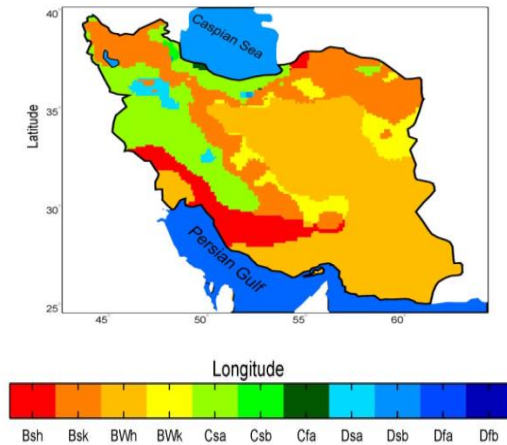 40
Caspian Sea
35
Latitude
30
Persian Gulf
25
45 50 55 60
Longitude
Bsh Bsk BWh BWk Csa Csb Cfa Dsa Dsb Dfa Dfb